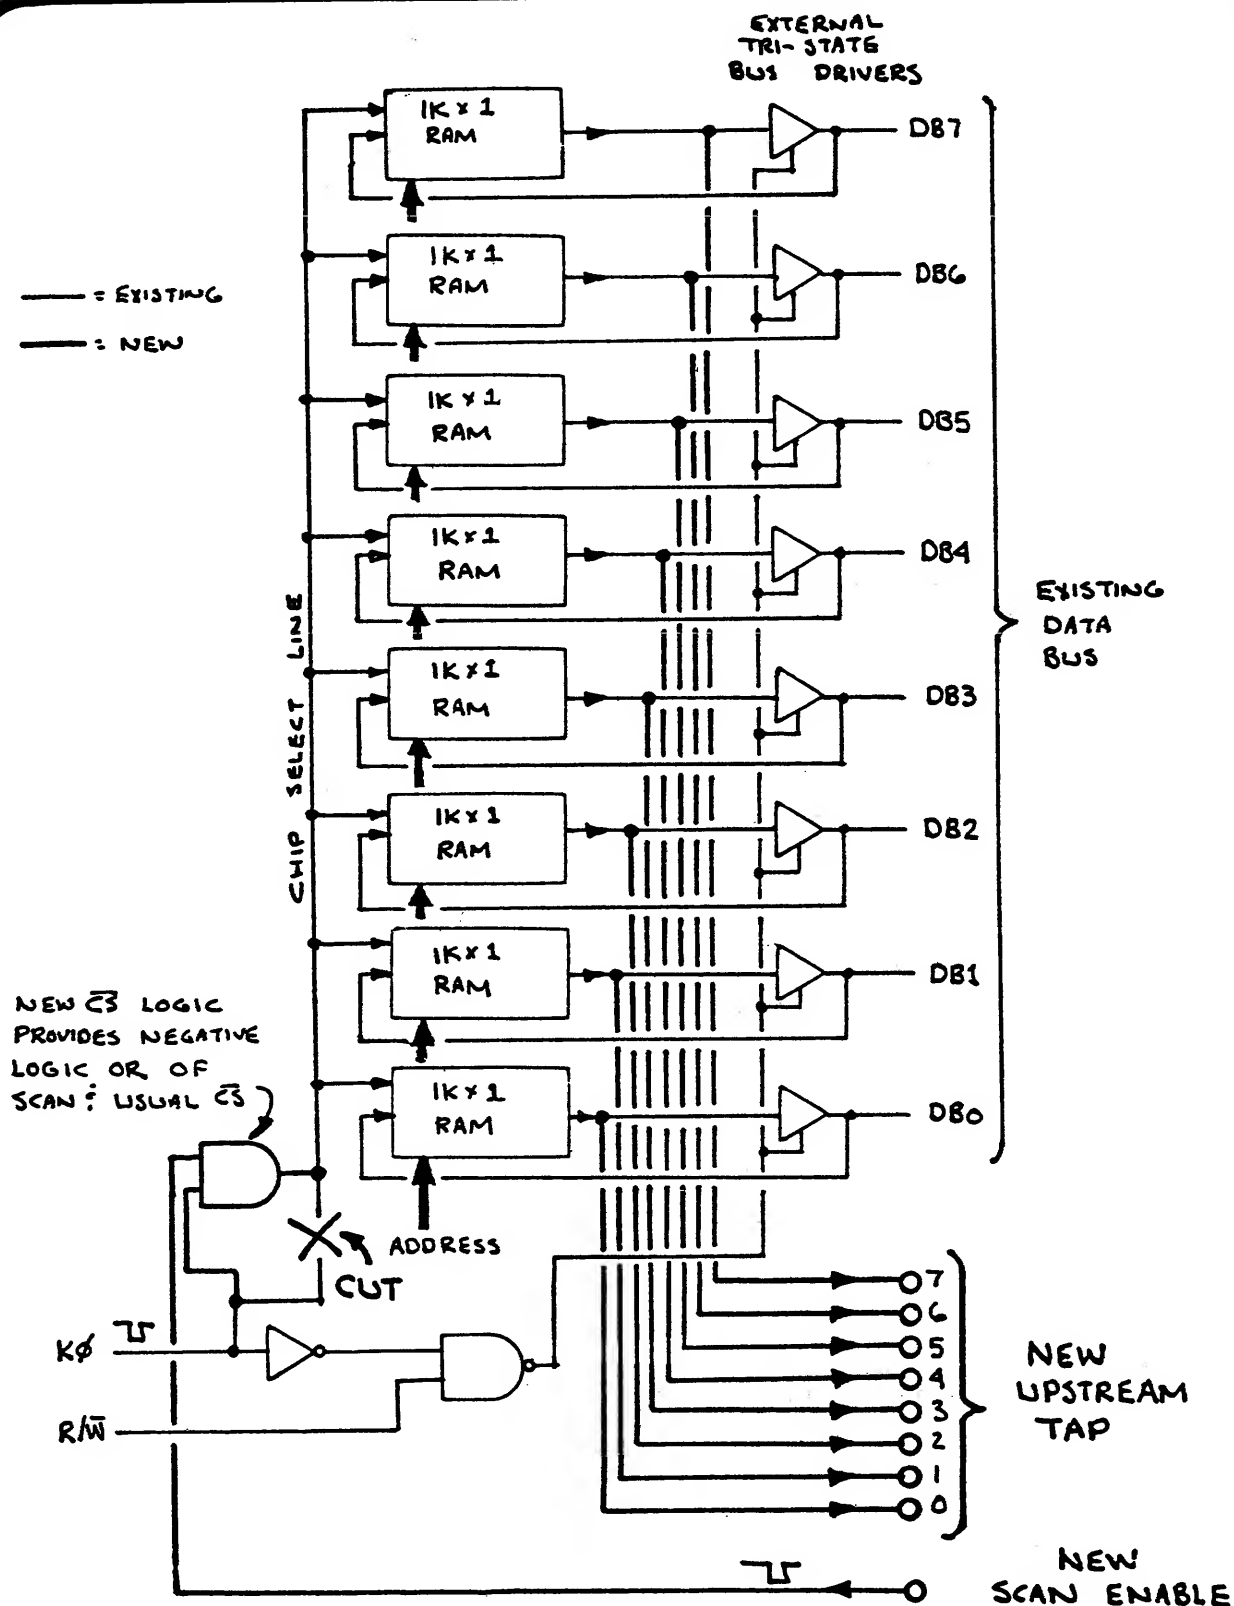 EXTERNAL
TRI-STATE
BUS DRIVERS
1K x 1
RAM
DB7
1K x 1
RAM
DB6
= EXISTING
= NEW
1K x 1
RAM
DB5
1K x 1
RAM
DB4
EXISTING
DATA
BUS
CHIP SELECT LINE
1K x 1
RAM
DB3
1K x 1
RAM
DB2
1K x 1
RAM
DB1
NEW C̅S̅ LOGIC
PROVIDES NEGATIVE
LOGIC OR OF
SCAN : USUAL C̅S̅
1K x 1
RAM
DB0
ADDRESS
CUT
KØ
R/W̅
7
6
5
4
3
2
1
0
NEW
UPSTREAM
TAP
NEW
SCAN ENABLE